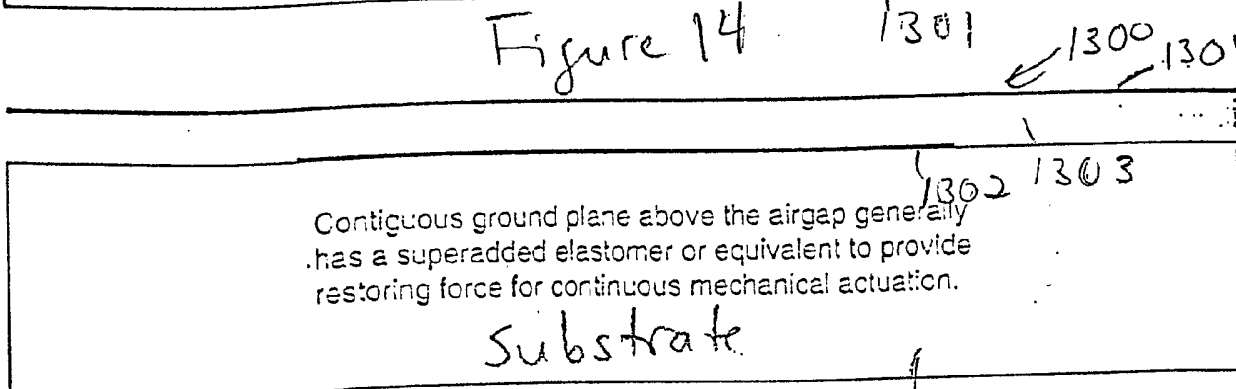 Figure 14
1301
1300
1302
1303
Contiguous ground plane above the airgap generally
has a superadded elastomer or equivalent to provide
restoring force for continuous mechanical actuation.
Substrate